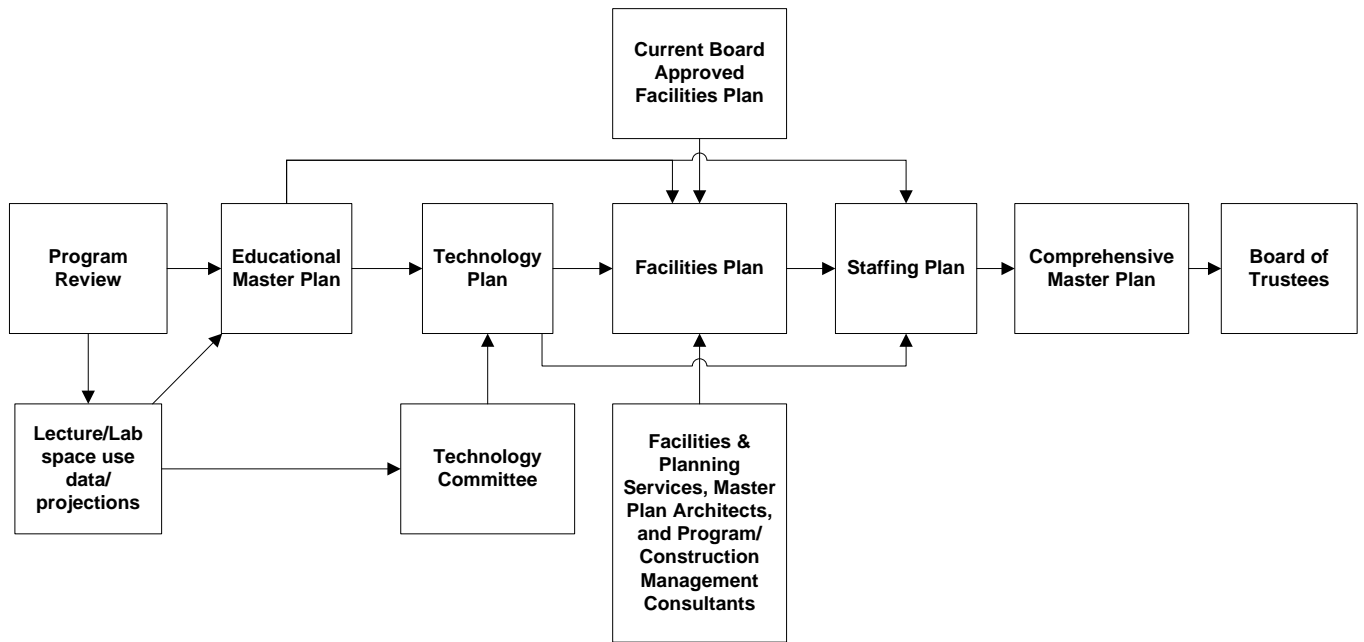 Current Board
Approved
Facilities Plan
Program
Review
Educational
Master Plan
Technology
Plan
Facilities Plan
Staffing Plan
Comprehensive
Master Plan
Board of
Trustees
Lecture/Lab
space use
data/
projections
Technology
Committee
Facilities &
Planning
Services, Master
Plan Architects,
and Program/
Construction
Management
Consultants